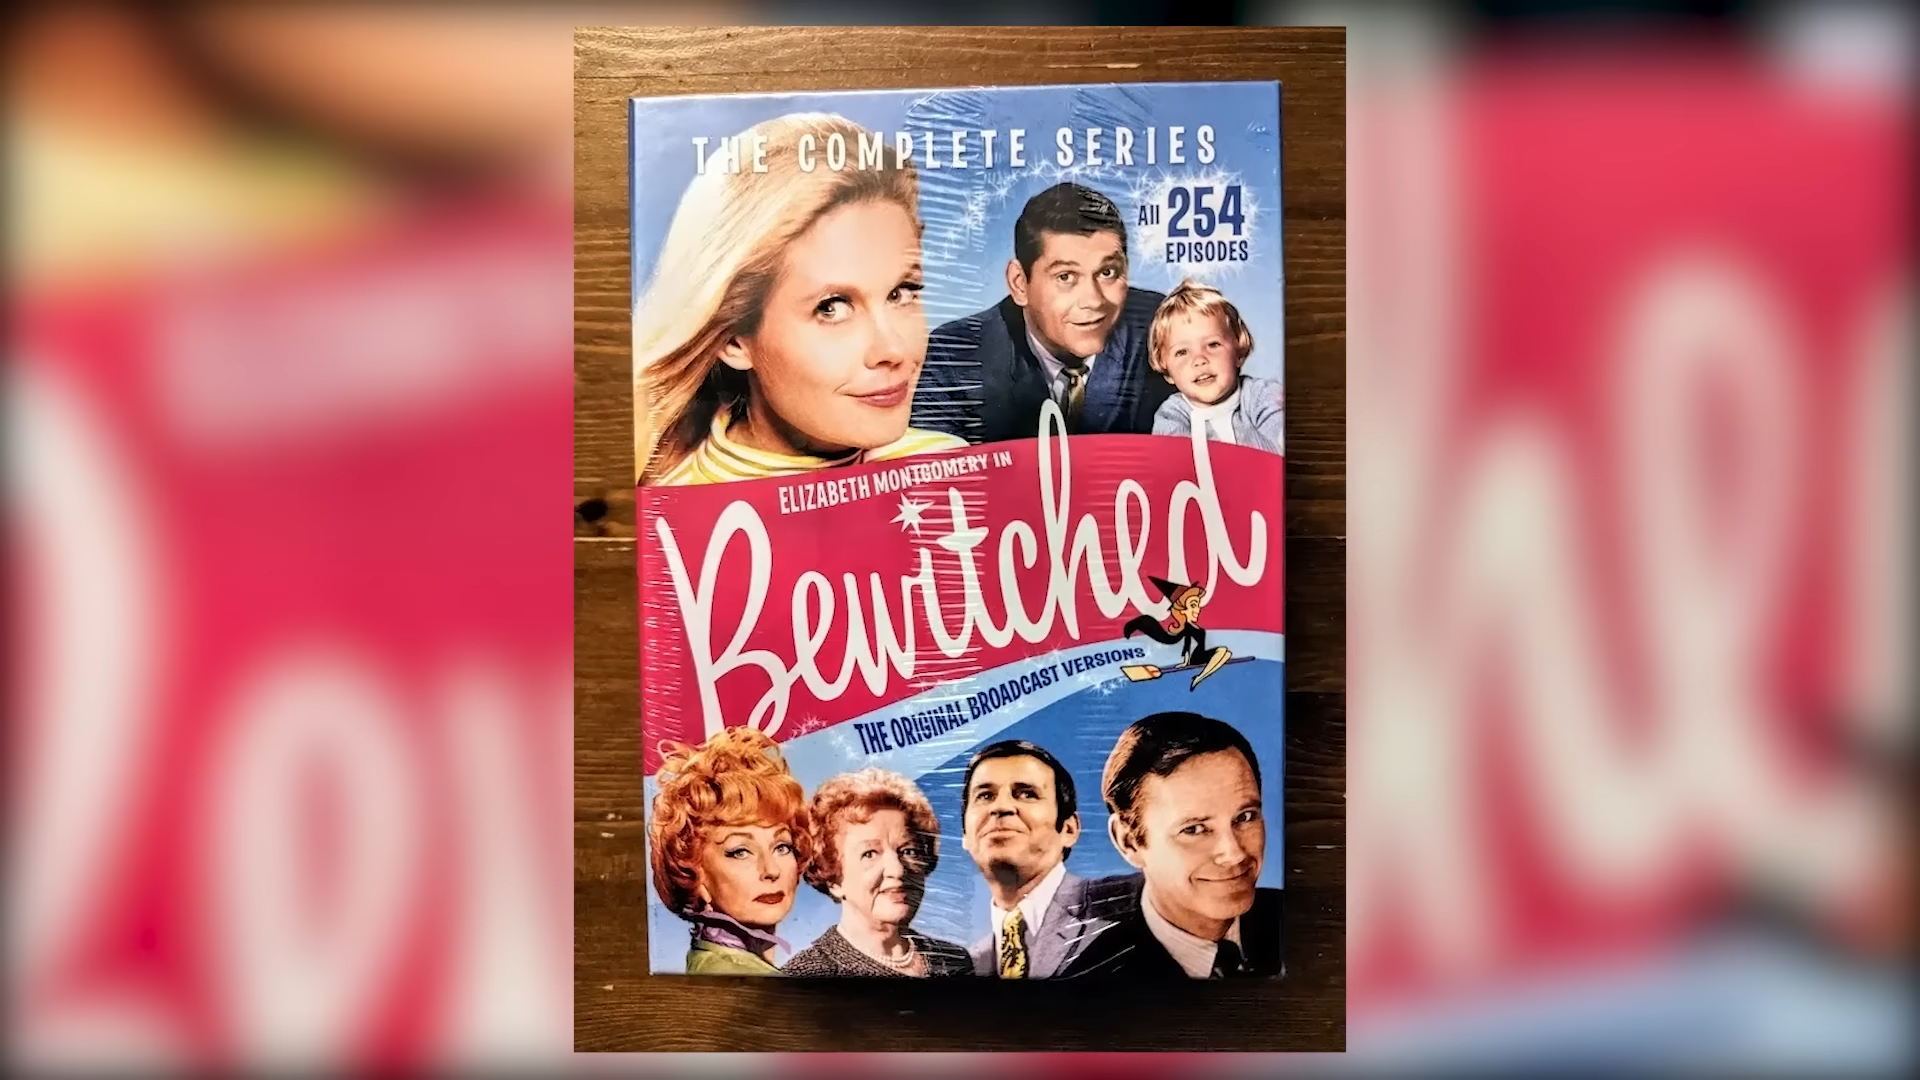 THE COMPLETE SERIES
All 254
EPISODES
ELIZABETH MONTGOMERY IN
Bewitched
THE ORIGINAL BROADCAST VERSIONS